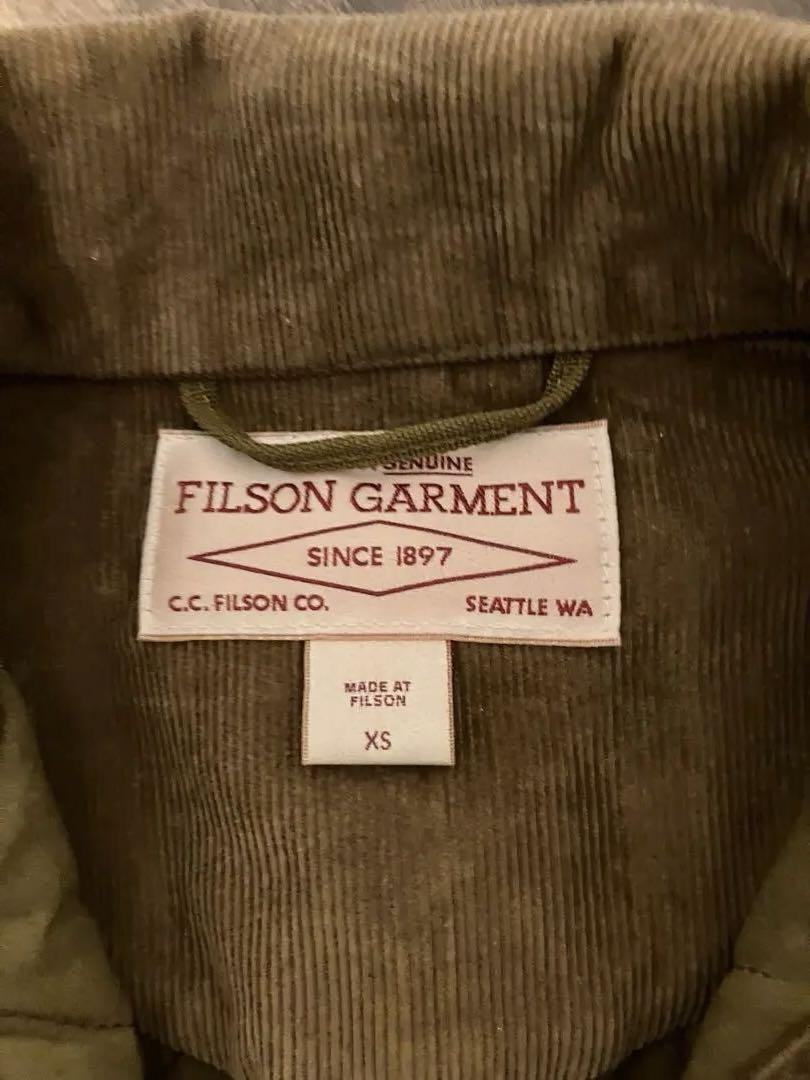 GENUINE
FILSON GARMENT
SINCE 1897
C.C. FILSON CO. SEATTLE WA
MADE AT
FILSON
XS